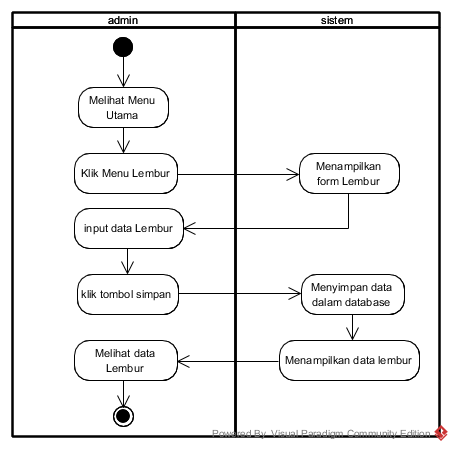 admin
sistem
Melihat Menu
Utama
Klik Menu Lembur
Menampilkan
form Lembur
input data Lembur
klik tombol simpan
Menyimpan data
dalam database
Menampilkan data lembur
Melihat data
Lembur
Powered By Visual Paradigm Community Edition